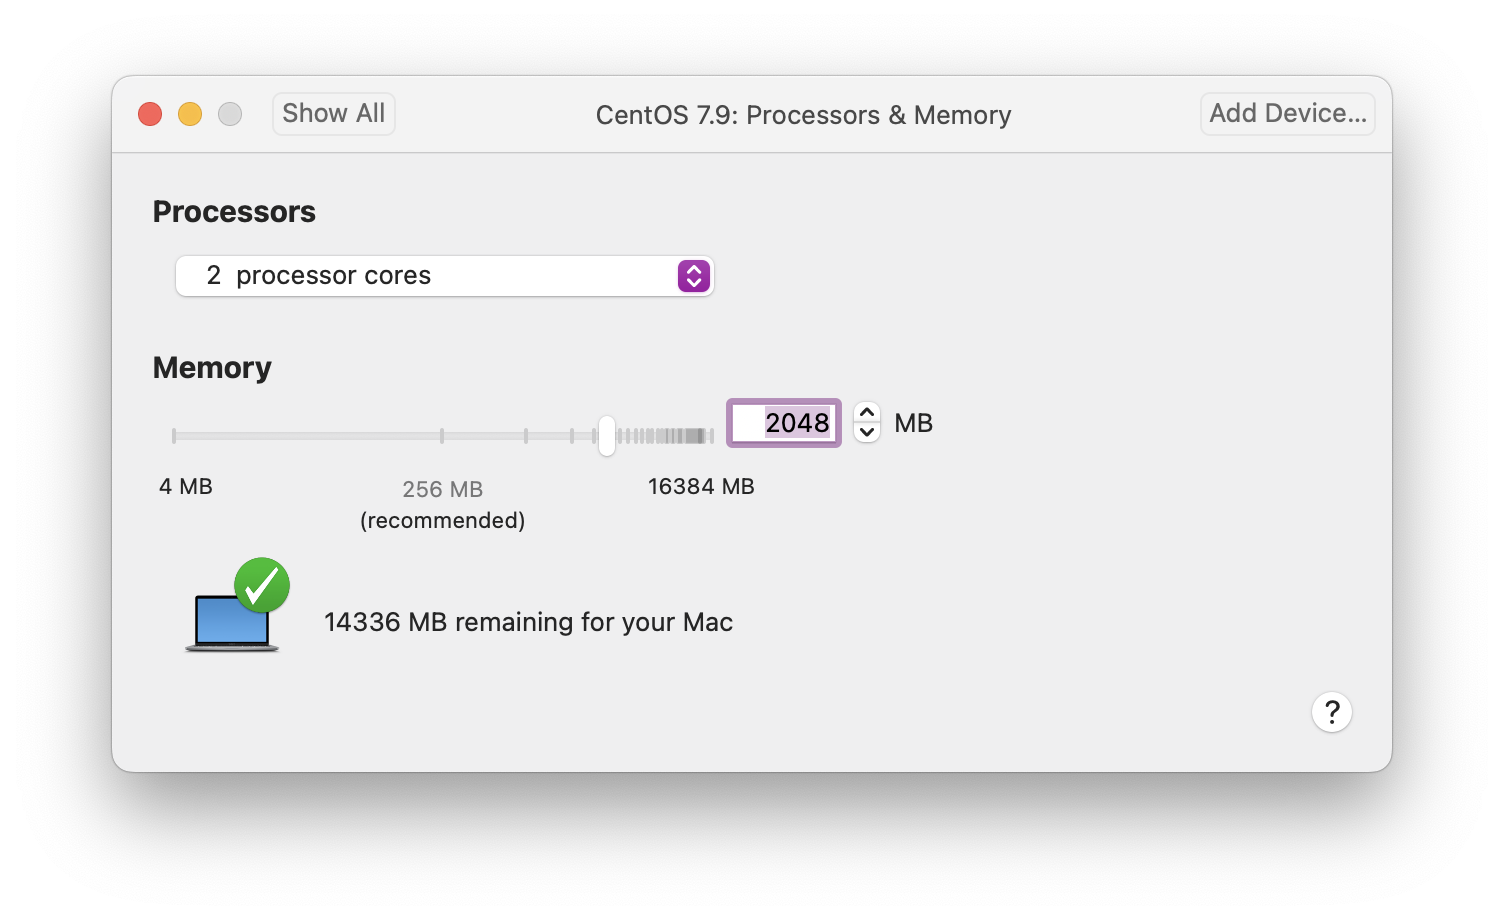 Show All
CentOS 7.9: Processors & Memory
Add Device...
Processors
2 processor cores
Memory
2048
MB
4 MB
256 MB
(recommended)
16384 MB
14336 MB remaining for your Mac
?